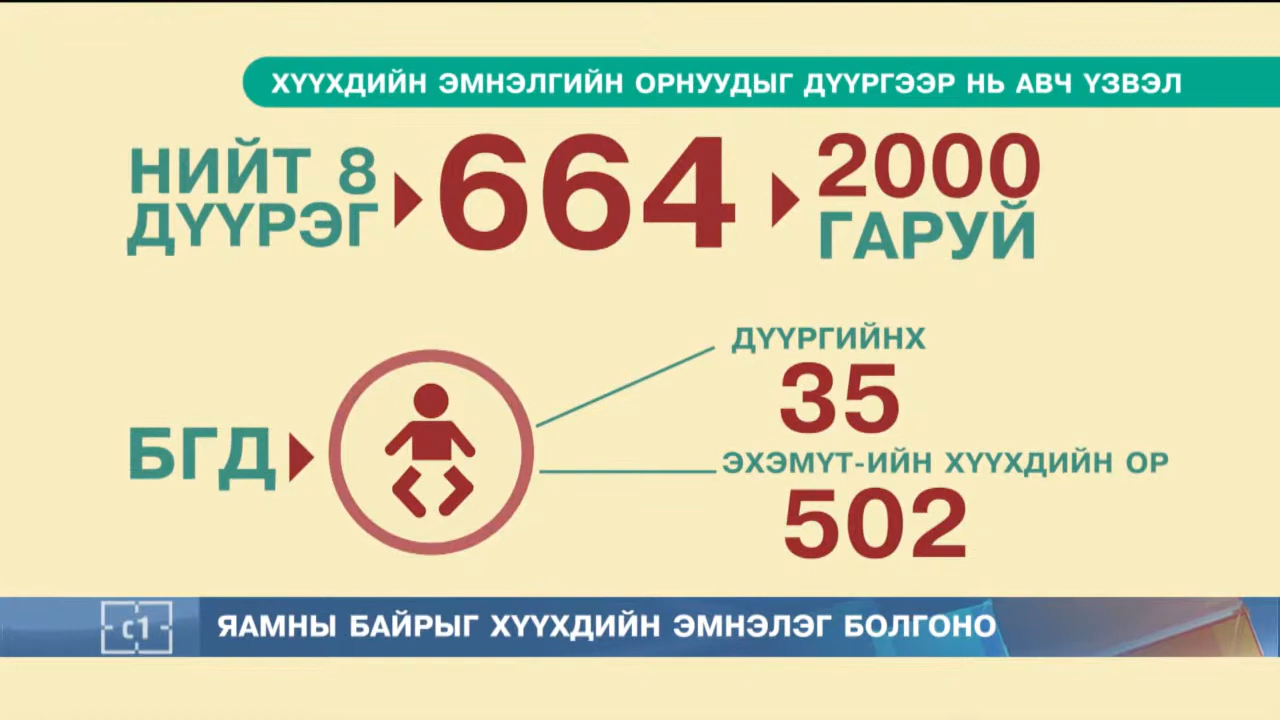 ХҮҮХДИЙН ЭМНЭЛГИЙН ОРНУУДЫГ ДҮҮРГЭЭР НЬ АВЧ ҮЗВЭЛ
НИЙТ 8
ДҮҮРЭГ
664
2000
ГАРУЙ
БГД
ДҮҮРГИЙНХ
35
ЭХЭМҮТ-ИЙН ХҮҮХДИЙН ОР
502
c1
ЯАМНЫ БАЙРЫГ ХҮҮХДИЙН ЭМНЭЛЭГ БОЛГОНО